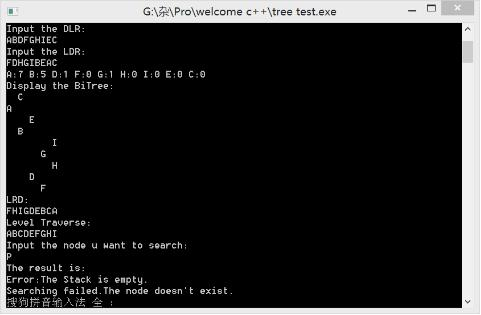 G:\杂\Pro\welcome c++\tree test.exe
Input the DLR:
ABDFGHIEC
Input the LDR:
FDHGIBEAC
A:7 B:5 D:1 F:0 G:1 H:0 I:0 E:0 C:0
Display the BiTree:
C
A
E
B
I
G
H
D
F
LRD:
FHIGDEBCA
Level Traverse:
ABCDEFGHI
Input the node u want to search:
P
The result is:
Error:The Stack is empty.
Searching failed.The node doesn't exist.
搜狗拼音输入法 全 :